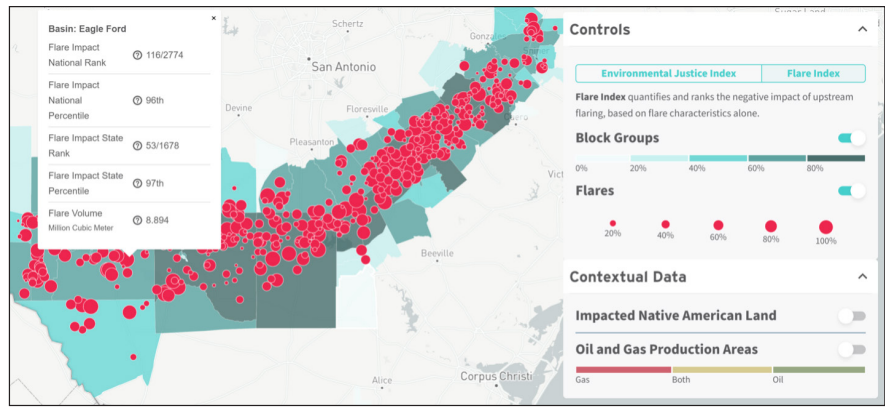 Sugar Land
Schertz
Gonzales
San Antonio
Devine
Floresville
Cuero
Pleasanton
Beeville
Alice
Corpus Christi
×
Basin: Eagle Ford
Flare Impact
National Rank
? 116/2774
Flare Impact
National
Percentile
? 96th
Flare Impact State
Rank
? 53/1678
Flare Impact State
Percentile
? 97th
Flare Volume
Million Cubic Meter
? 8.894
Controls
Environmental Justice Index Flare Index
Flare Index quantifies and ranks the negative impact of upstream
flaring, based on flare characteristics alone.
Block Groups
0% 20% 40% 60% 80%
Flares
20% 40% 60% 80% 100%
Contextual Data
Impacted Native American Land
Oil and Gas Production Areas
Gas Both Oil